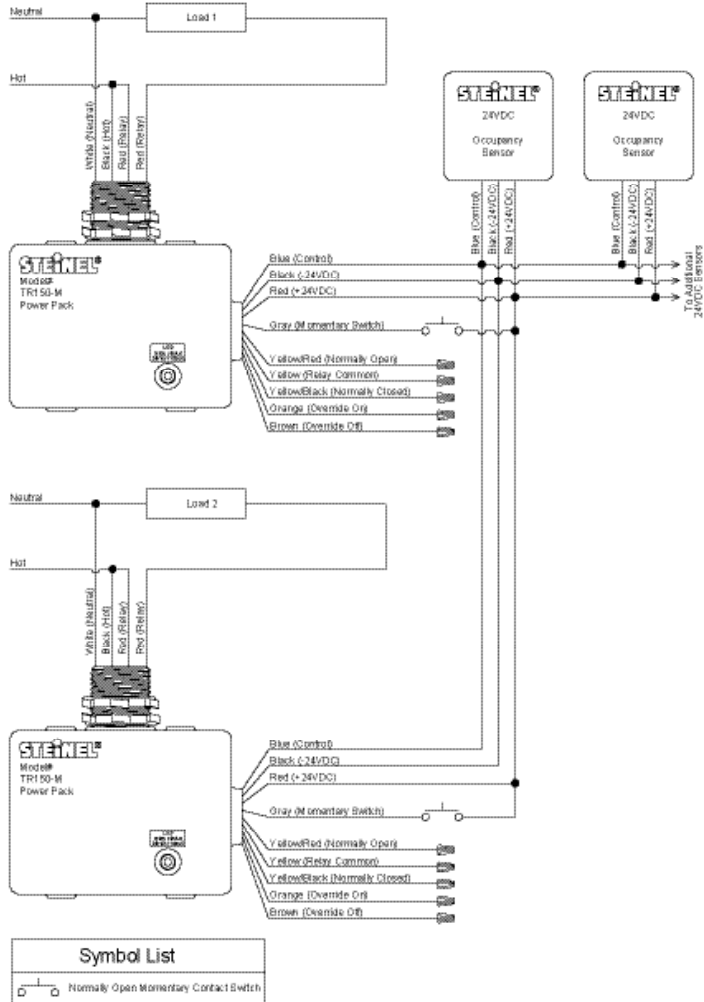 Neutral
Load 1
Hot
White (Neutral)
Black (Hot)
Red (Relay)
Red (Relay)
STEINEL®
24VDC
Occupancy
Sensor
Blue (Control)
Black (-24VDC)
Red (+24VDC)
STEINEL®
24VDC
Occupancy
Sensor
Blue (Control)
Black (-24VDC)
Red (+24VDC)
To Additional
24VDC Sensors
STEINEL®
Model#
TR150-M
Power Pack
LED
Blue (Control)
Black (-24VDC)
Red (+24VDC)
Gray (Momentary Switch)
Yellow/Red (Normally Open)
Yellow (Relay Common)
Yellow/Black (Normally Closed)
Orange (Override On)
Brown (Override Off)
Neutral
Load 2
Hot
White (Neutral)
Black (Hot)
Red (Relay)
Red (Relay)
STEINEL®
Model#
TR150-M
Power Pack
LED
Blue (Control)
Black (-24VDC)
Red (+24VDC)
Gray (Momentary Switch)
Yellow/Red (Normally Open)
Yellow (Relay Common)
Yellow/Black (Normally Closed)
Orange (Override On)
Brown (Override Off)
Symbol List
Normally Open Momentary Contact Switch